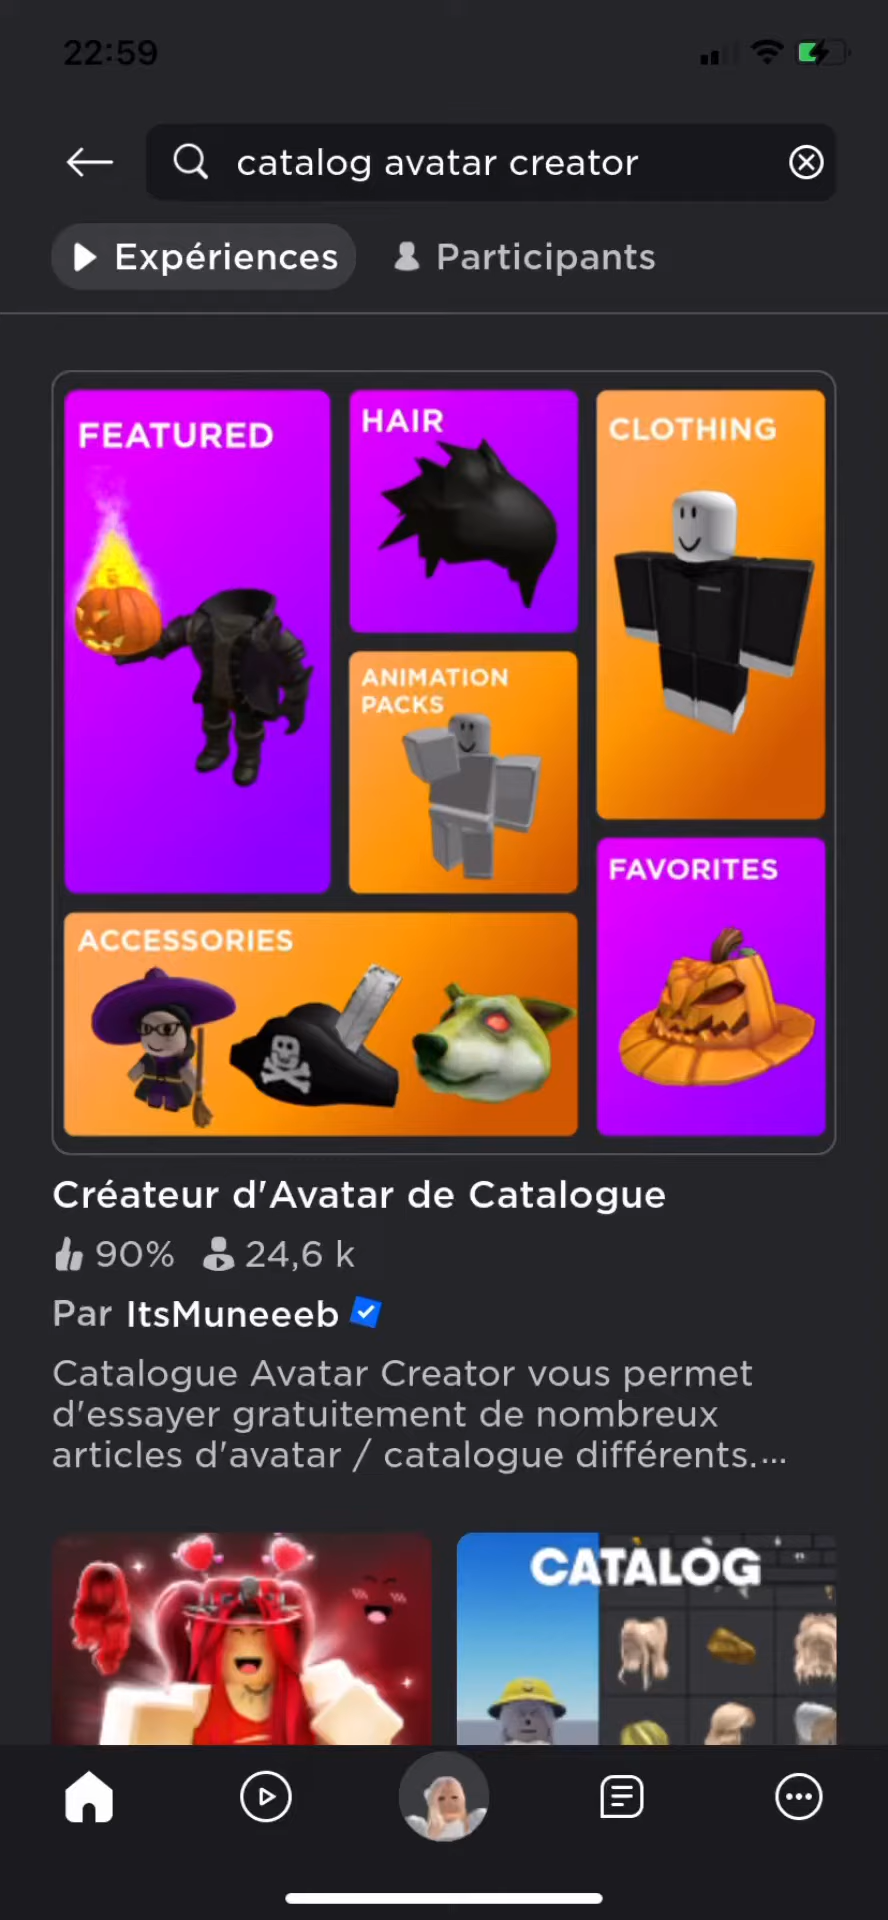 22:59
catalog avatar creator
Expériences
Participants
FEATURED
HAIR
CLOTHING
ANIMATION
PACKS
FAVORITES
ACCESSORIES
Créateur d'Avatar de Catalogue
90% 24,6 k
Par ItsMuneeeb
Catalogue Avatar Creator vous permet
d'essayer gratuitement de nombreux
articles d'avatar / catalogue différents....
CATALOG